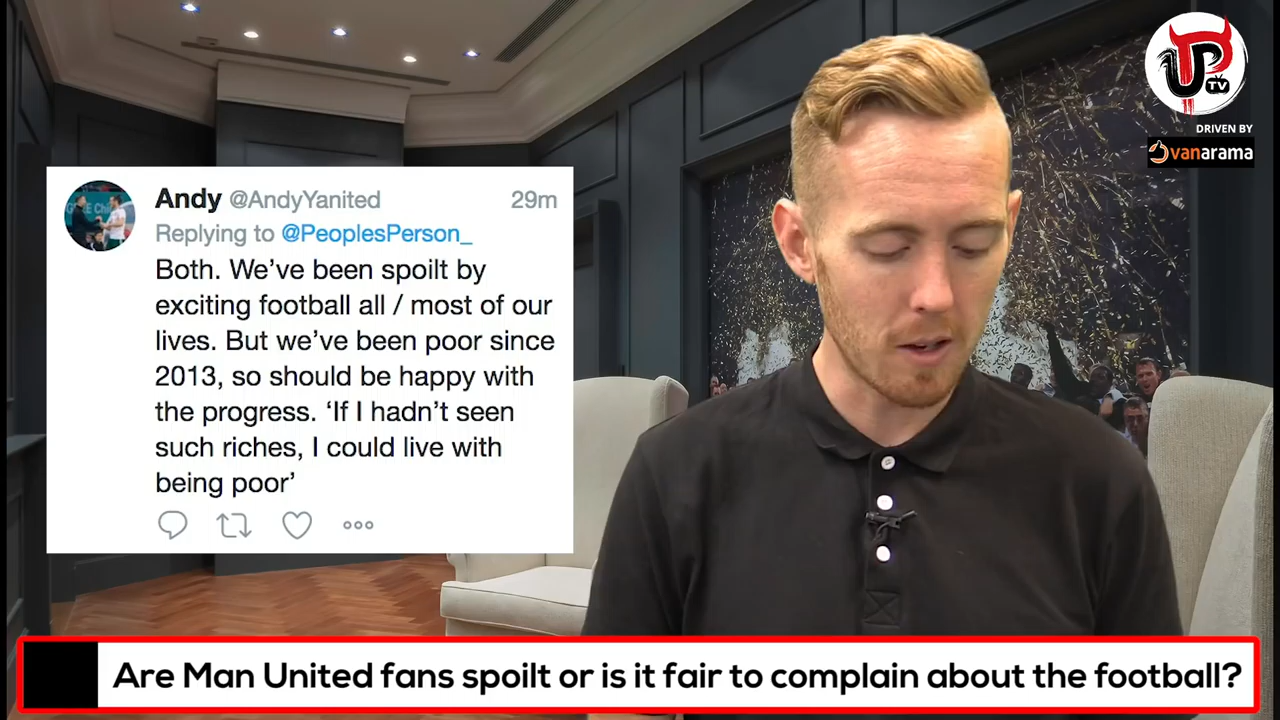 UP
TV
DRIVEN BY
vanarama
Andy @AndyYanited 29m
Replying to @PeoplesPerson_
Both. We’ve been spoilt by
exciting football all / most of our
lives. But we’ve been poor since
2013, so should be happy with
the progress. ‘If I hadn’t seen
such riches, I could live with
being poor’
Are Man United fans spoilt or is it fair to complain about the football?